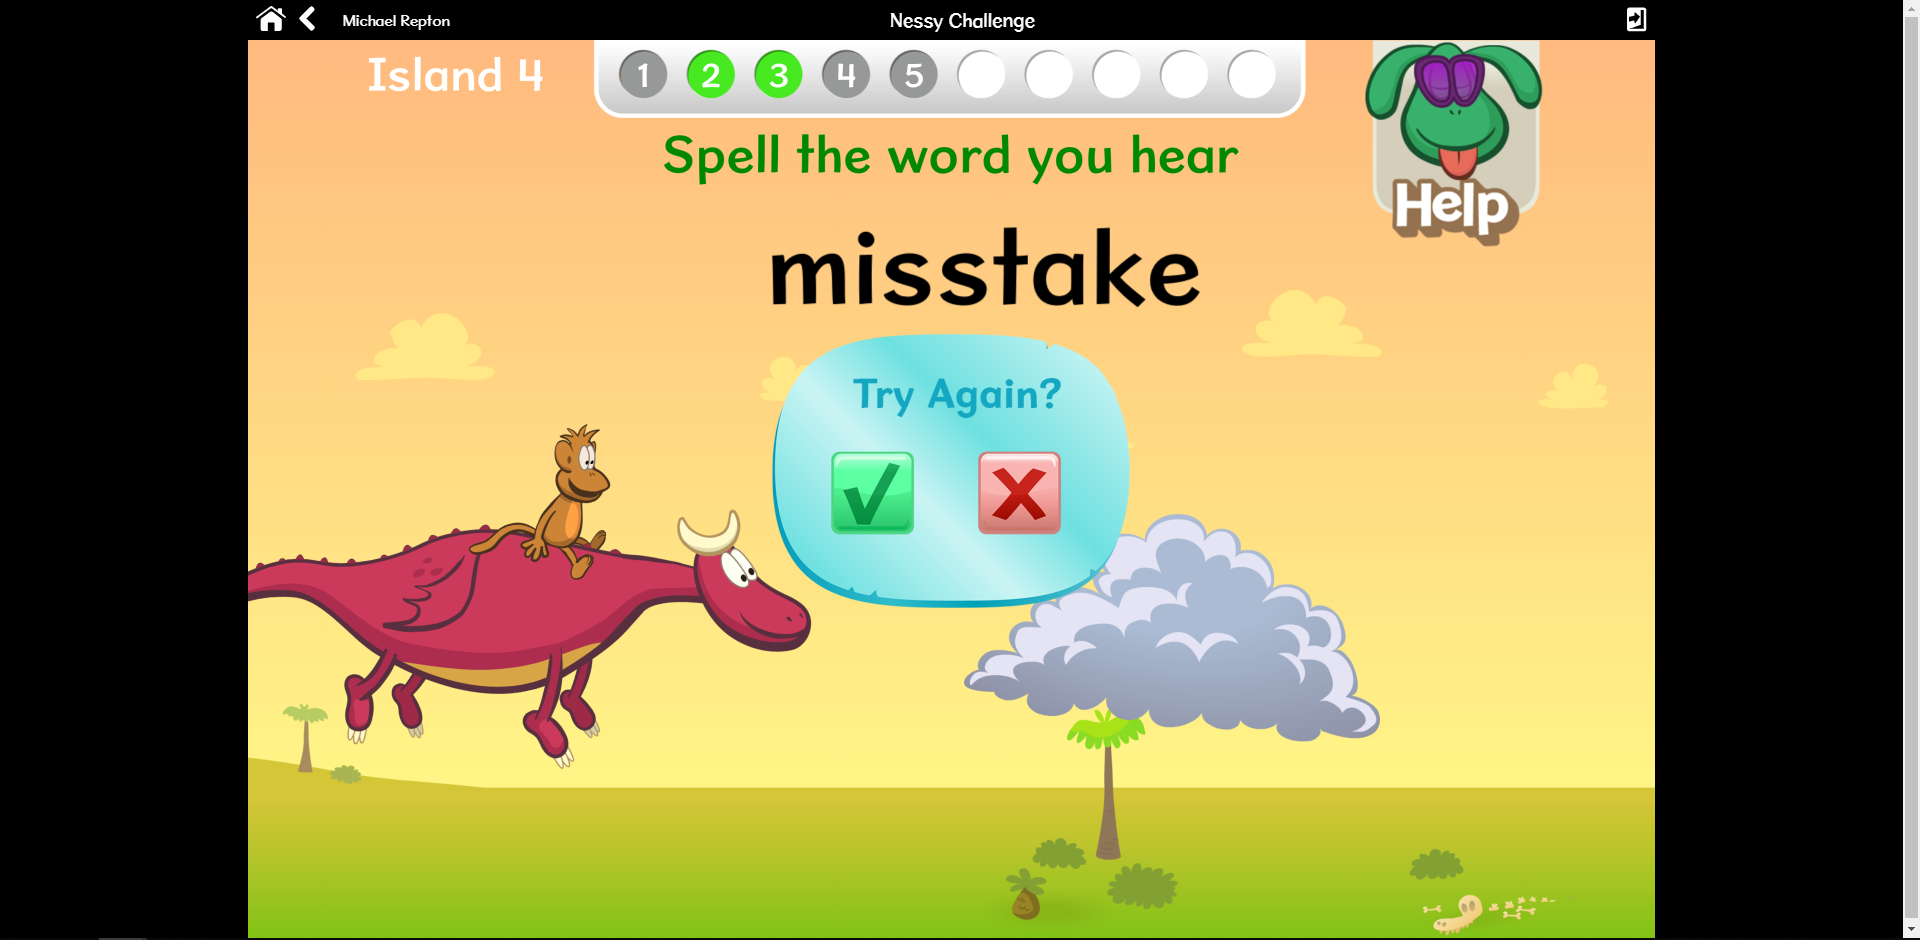 Michael Repton
Nessy Challenge
Island 4
1 2 3 4 5
Help
Spell the word you hear
misstake
Try Again?